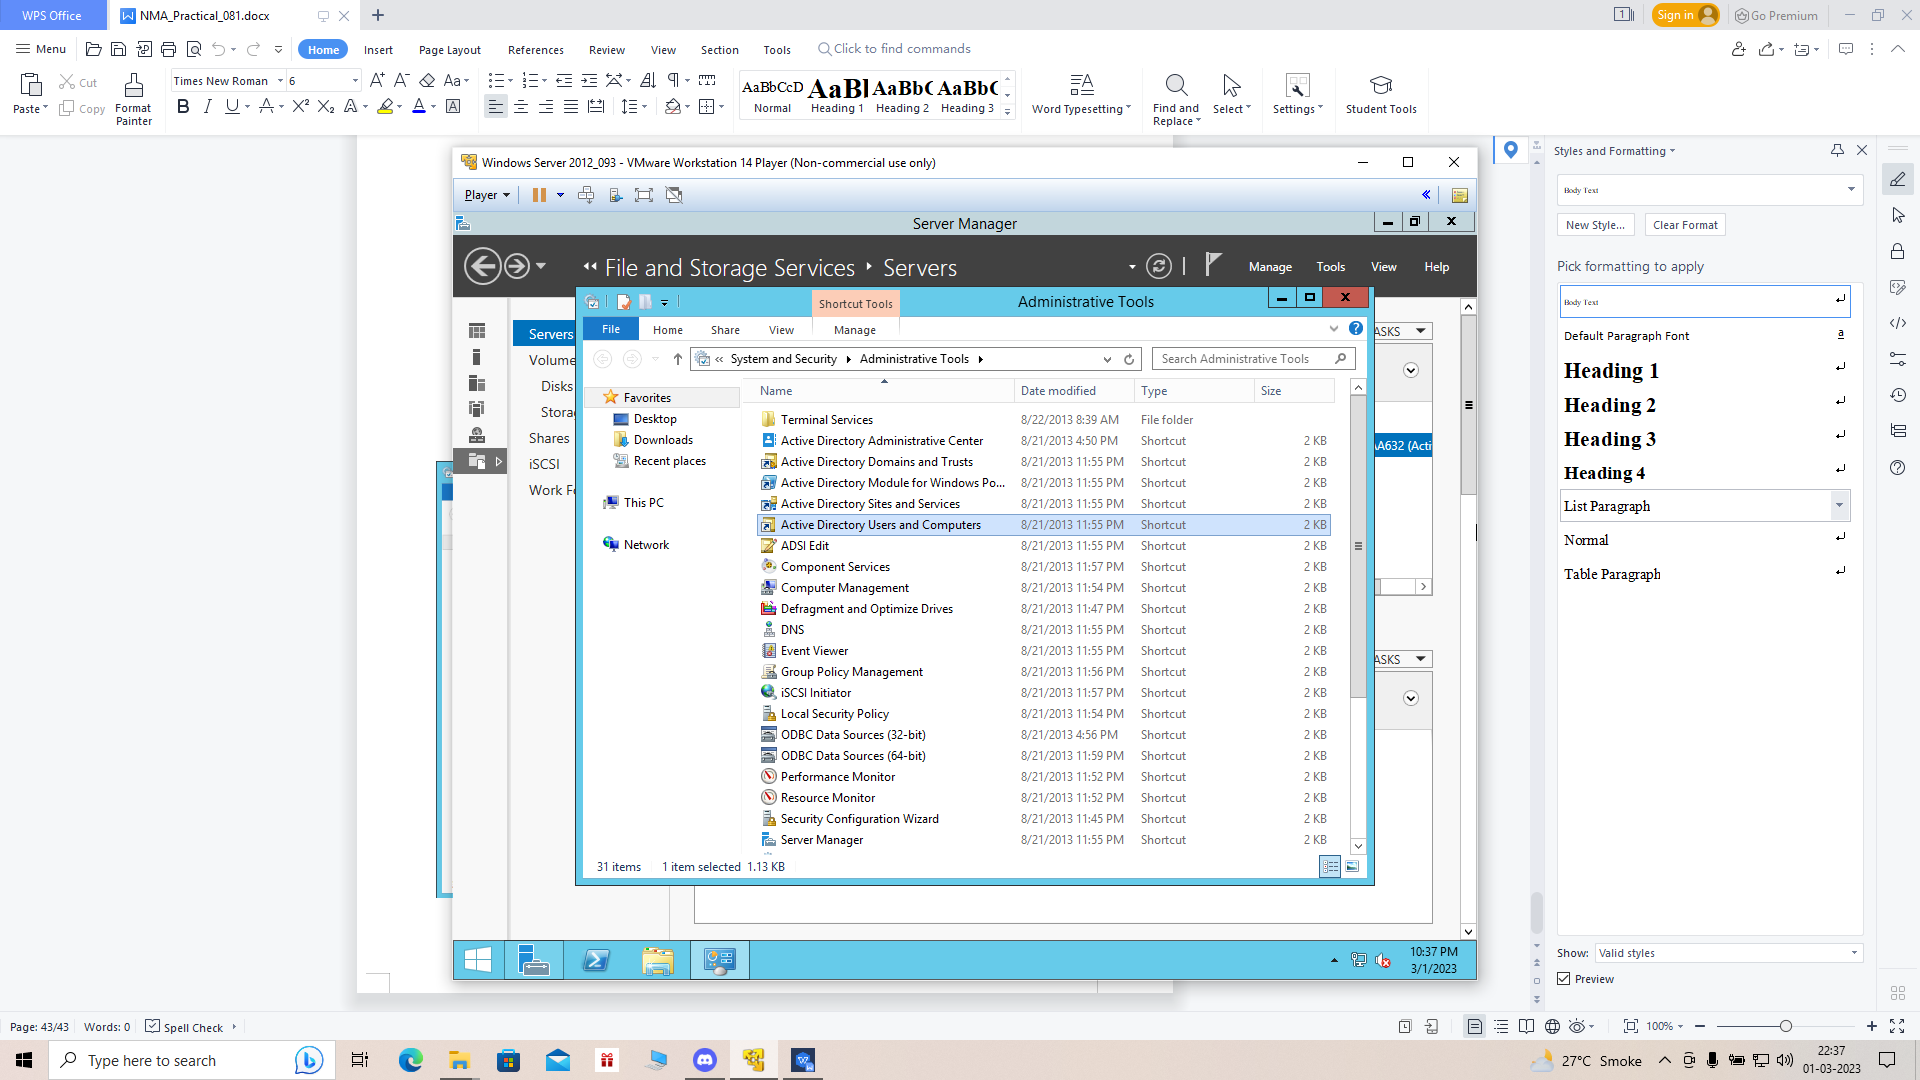 WPS Office
NMA_Practical_081.docx
1
Sign in
Go Premium
Menu
Home
Insert
Page Layout
References
Review
View
Section
Tools
Click to find commands
Paste
Cut
Copy
Format Painter
Times New Roman
6
AaBbCcD
Normal
AaBl
Heading 1
AaBb(
Heading 2
AaBb(
Heading 3
Word Typesetting
Find and Replace
Select
Settings
Student Tools
Windows Server 2012_093 - VMware Workstation 14 Player (Non-commercial use only)
Player
Server Manager
File and Storage Services
Servers
Manage
Tools
View
Help
Servers
Volume
Disks
Stora
Shares
iSCSI
Work Fo
ASKS
AA632 (Acti
ASKS
Shortcut Tools
Administrative Tools
File
Home
Share
View
Manage
System and Security
Administrative Tools
Search Administrative Tools
Favorites
Desktop
Downloads
Recent places
This PC
Network
Name
Date modified
Type
Size
Terminal Services 8/22/2013 8:39 AM File folder
Active Directory Administrative Center 8/21/2013 4:50 PM Shortcut 2 KB
Active Directory Domains and Trusts 8/21/2013 11:55 PM Shortcut 2 KB
Active Directory Module for Windows Po... 8/21/2013 11:55 PM Shortcut 2 KB
Active Directory Sites and Services 8/21/2013 11:55 PM Shortcut 2 KB
Active Directory Users and Computers 8/21/2013 11:55 PM Shortcut 2 KB
ADSI Edit 8/21/2013 11:55 PM Shortcut 2 KB
Component Services 8/21/2013 11:57 PM Shortcut 2 KB
Computer Management 8/21/2013 11:54 PM Shortcut 2 KB
Defragment and Optimize Drives 8/21/2013 11:47 PM Shortcut 2 KB
DNS 8/21/2013 11:55 PM Shortcut 2 KB
Event Viewer 8/21/2013 11:55 PM Shortcut 2 KB
Group Policy Management 8/21/2013 11:56 PM Shortcut 2 KB
iSCSI Initiator 8/21/2013 11:57 PM Shortcut 2 KB
Local Security Policy 8/21/2013 11:54 PM Shortcut 2 KB
ODBC Data Sources (32-bit) 8/21/2013 4:56 PM Shortcut 2 KB
ODBC Data Sources (64-bit) 8/21/2013 11:59 PM Shortcut 2 KB
Performance Monitor 8/21/2013 11:52 PM Shortcut 2 KB
Resource Monitor 8/21/2013 11:52 PM Shortcut 2 KB
Security Configuration Wizard 8/21/2013 11:45 PM Shortcut 2 KB
Server Manager 8/21/2013 11:55 PM Shortcut 2 KB
31 items
1 item selected 1.13 KB
10:37 PM
3/1/2023
Styles and Formatting
Body Text
New Style...
Clear Format
Pick formatting to apply
Body Text
Default Paragraph Font
a
Heading 1
Heading 2
Heading 3
Heading 4
List Paragraph
Normal
Table Paragraph
Show:
Valid styles
Preview
Page: 43/43
Words: 0
Spell Check
100%
Type here to search
27°C Smoke
22:37
01-03-2023